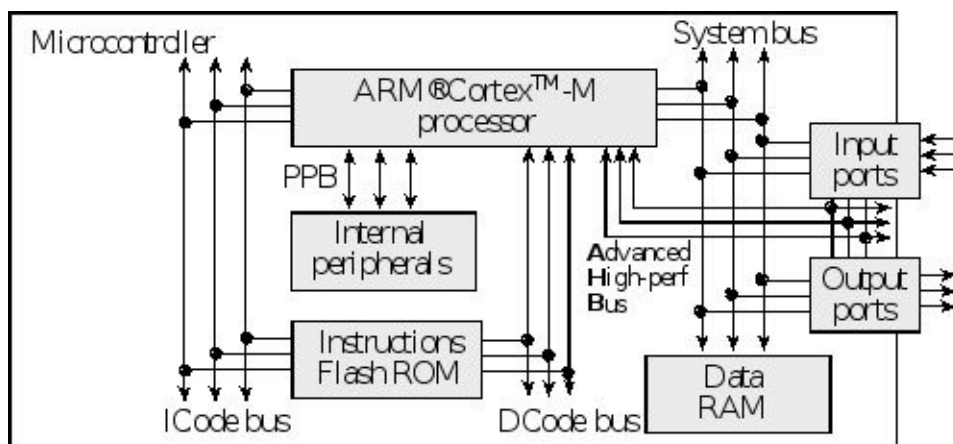 Microcontroller
System bus
ARM®Cortex™-M
processor
Input
ports
PPB
Internal
peripherals
Advanced
High-perf
Bus
Output
ports
Instructions
Flash ROM
Data
RAM
ICode bus
DCode bus